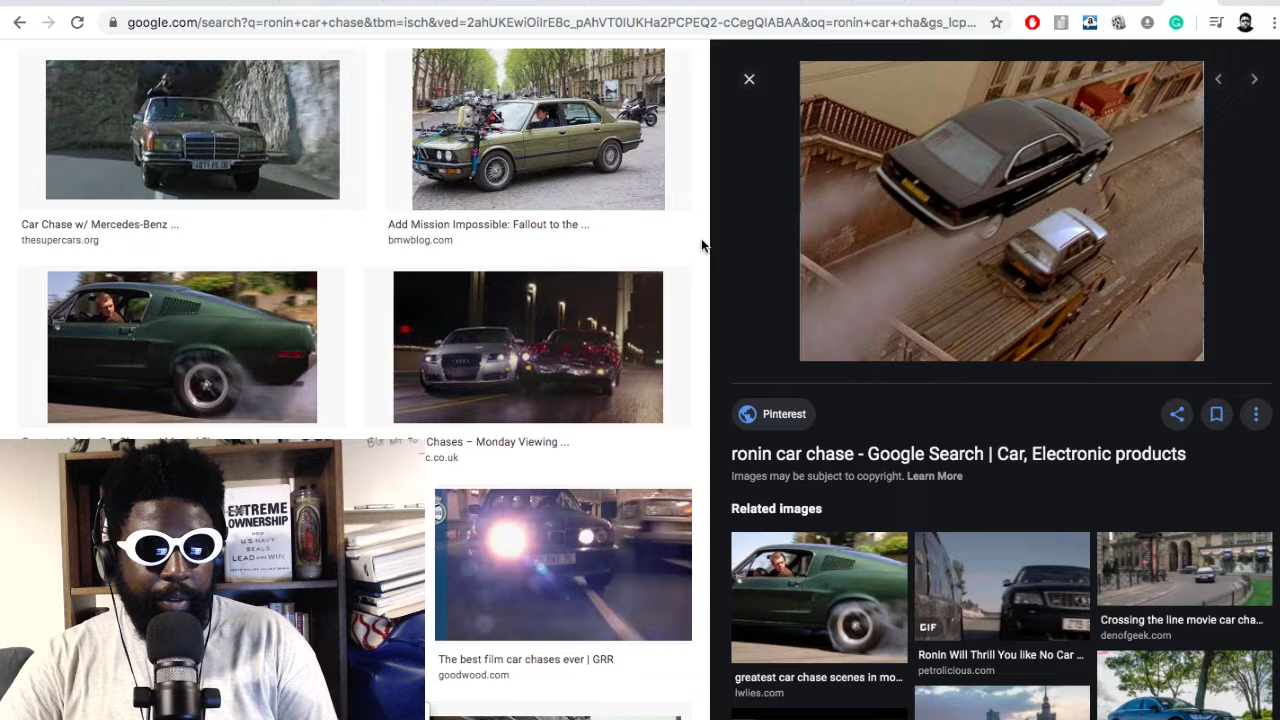 google.com/search?q=ronin+car+chase&tbm=isch&ved=2ahUKEwiOiIrE8c_pAhVT0lUKHa2PCPEQ2-cCegQIABAA&oq=ronin+car+cha&gs_lcp...
Car Chase w/ Mercedes-Benz ...
thesupercars.org
Add Mission Impossible: Fallout to the ...
bmwblog.com
Chases – Monday Viewing ...
c.co.uk
EXTREME
OWNERSHIP
HOW
U.S. NAVY
SEALS
LEAD AND WIN
The best film car chases ever | GRR
goodwood.com
Pinterest
ronin car chase - Google Search | Car, Electronic products
Images may be subject to copyright. Learn More
Related images
greatest car chase scenes in mo...
lwlies.com
GIF
Ronin Will Thrill You like No Car ...
petrolicious.com
Crossing the line movie car cha...
denofgeek.com